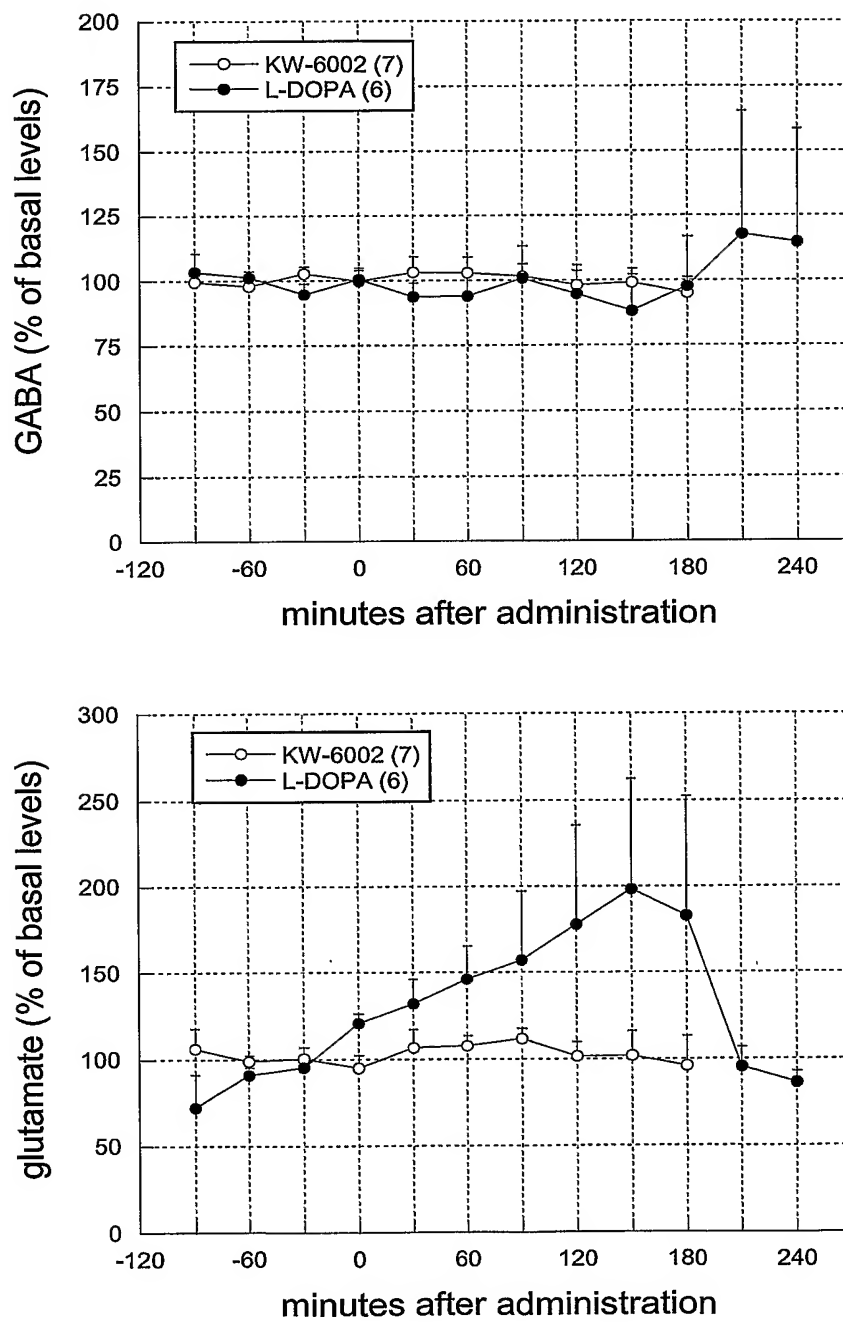 GABA (% of basal levels)
200
175
150
125
100
75
50
25
0
KW-6002 (7)
L-DOPA (6)
-120 -60 0 60 120 180 240
minutes after administration
glutamate (% of basal levels)
300
250
200
150
100
50
0
KW-6002 (7)
L-DOPA (6)
-120 -60 0 60 120 180 240
minutes after administration